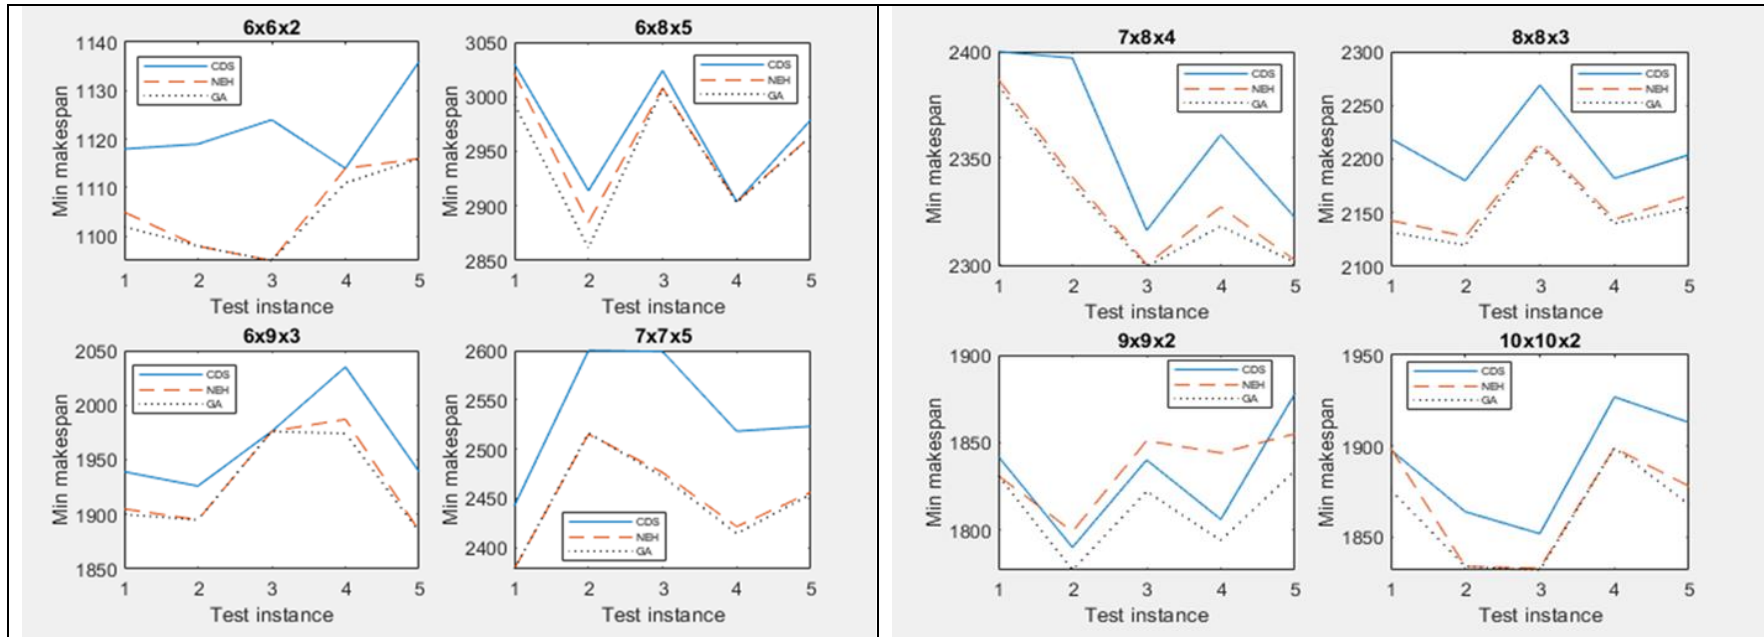 6x6x2
1140
1130
1120
1110
1100
Min makespan
CDS
NEH
GA
1 2 3 4 5
Test instance
6x8x5
3050
3000
2950
2900
2850
Min makespan
CDS
NEH
GA
1 2 3 4 5
Test instance
6x9x3
2050
2000
1950
1900
1850
Min makespan
CDS
NEH
GA
1 2 3 4 5
Test instance
7x7x5
2600
2550
2500
2450
2400
Min makespan
CDS
NEH
GA
1 2 3 4 5
Test instance
7x8x4
2400
2350
2300
Min makespan
CDS
NEH
GA
1 2 3 4 5
Test instance
8x8x3
2300
2250
2200
2150
2100
Min makespan
CDS
NEH
GA
1 2 3 4 5
Test instance
9x9x2
1900
1850
1800
Min makespan
CDS
NEH
GA
1 2 3 4 5
Test instance
10x10x2
1950
1900
1850
Min makespan
CDS
NEH
GA
1 2 3 4 5
Test instance